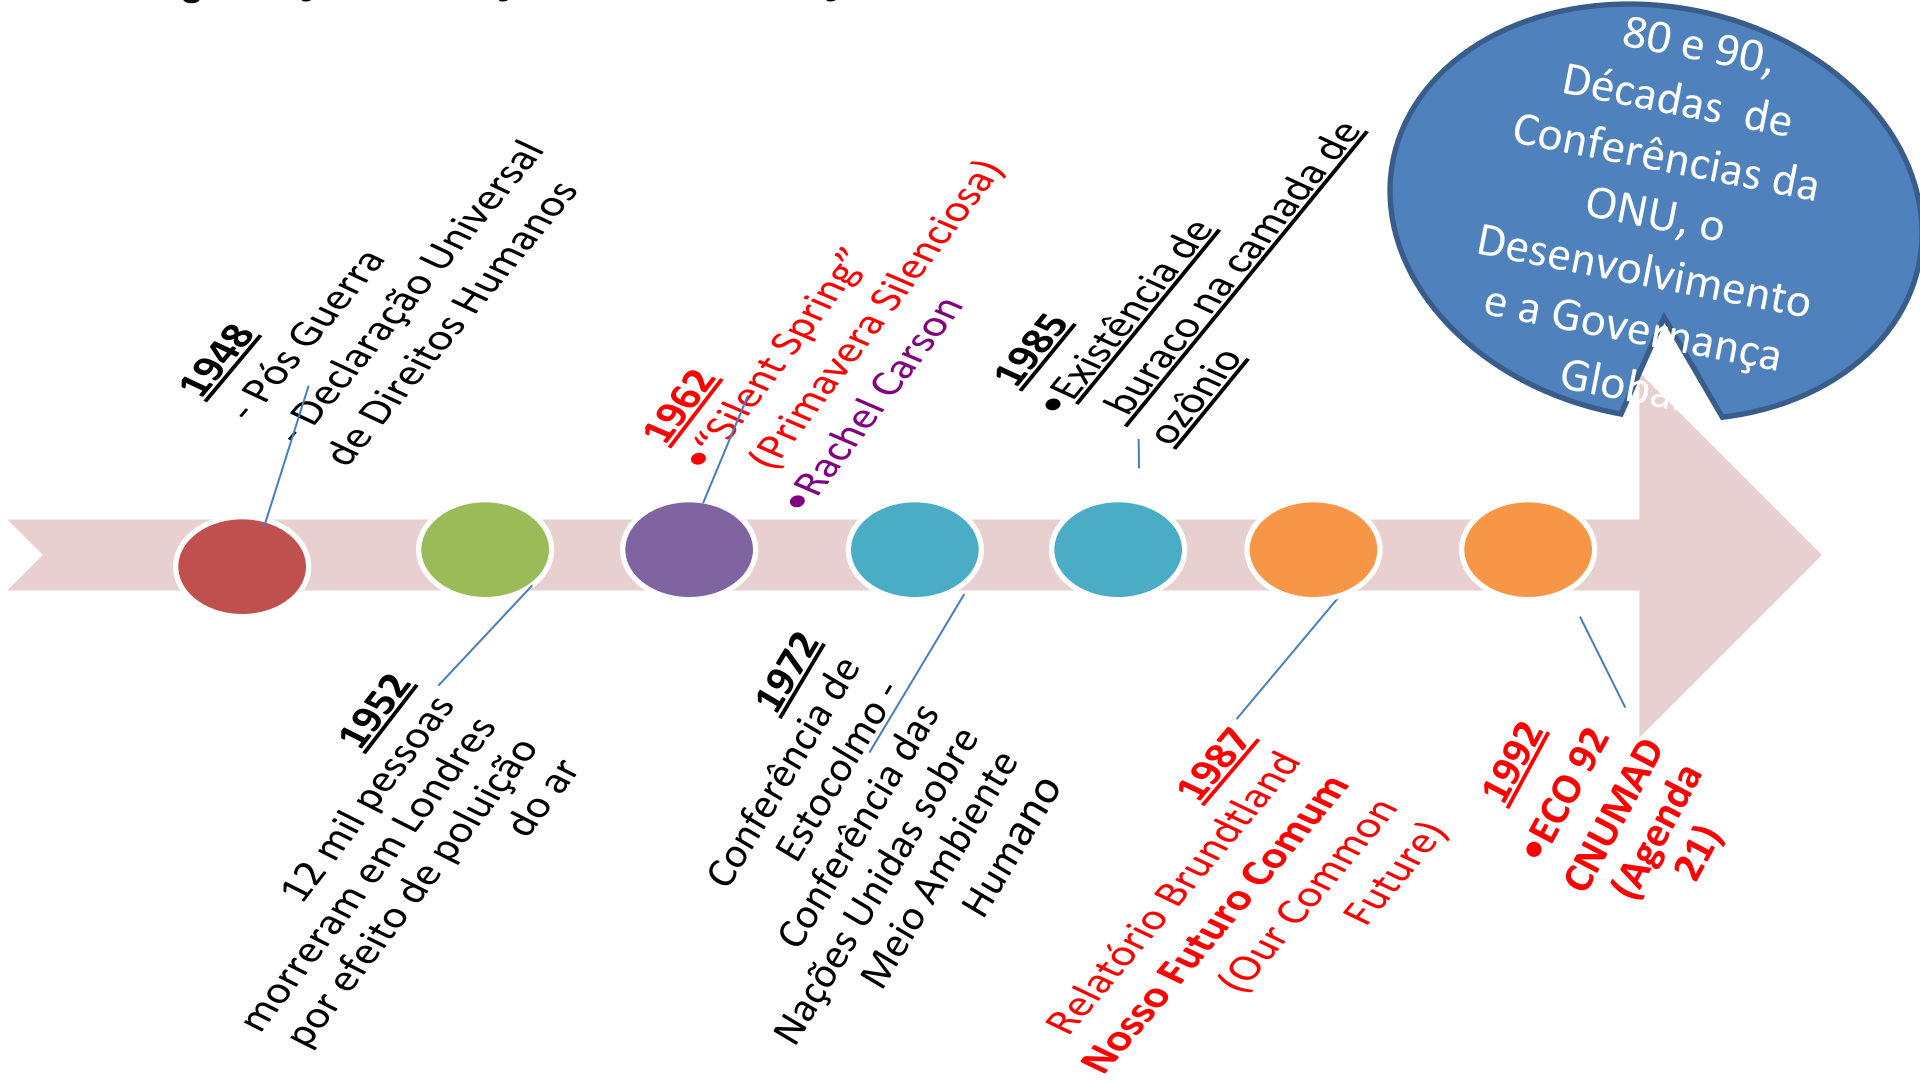 80 e 90,
Décadas de
Conferências da
ONU, o
Desenvolvimento
e a Governança
Global
1948
- Pós Guerra
- Declaração Universal
de Direitos Humanos
1952
12 mil pessoas
morreram em Londres
por efeito de poluição
do ar
1962
•“Silent Spring”
(Primavera Silenciosa)
•Rachel Carson
1972
Conferência de
Estocolmo -
Conferência das
Nações Unidas sobre
Meio Ambiente
Humano
1985
•Existência de
buraco na camada de
ozônio
1987
Relatório Brundtland
Nosso Futuro Comum
(Our Common
Future)
1992
•ECO 92
CNUMAD
(Agenda
21)